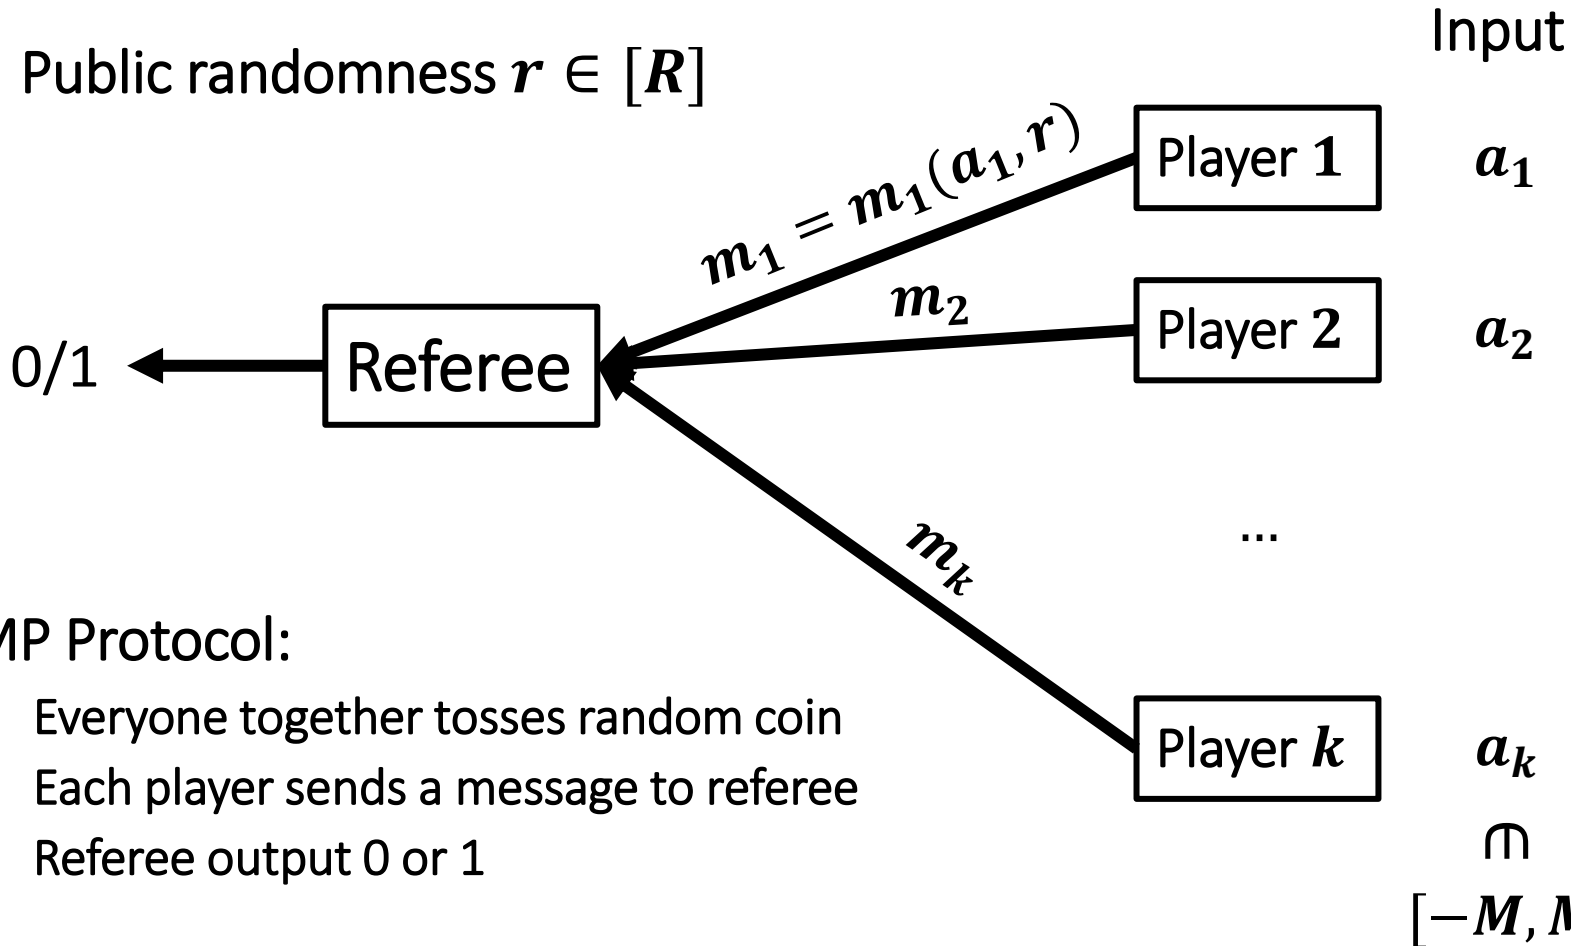 Input
Public randomness r ∈ [R]
Player 1
a₁
m₁ = m₁(a₁, r)
Player 2
a₂
m₂
0/1
Referee
...
mₖ
MP Protocol:
Everyone together tosses random coin
Each player sends a message to referee
Referee output 0 or 1
Player k
aₖ
∈
[−M, M